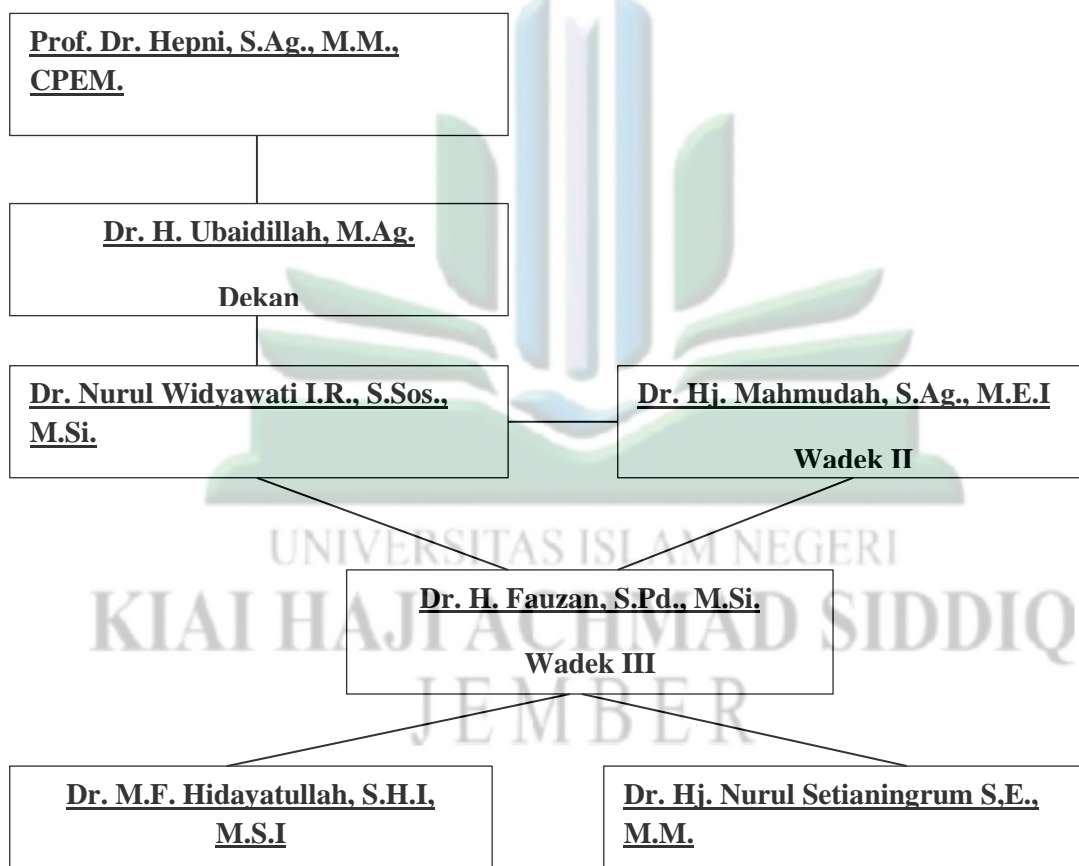 Prof. Dr. Hepni, S.Ag., M.M.,
CPEM.
Dr. H. Ubaidillah, M.Ag.
Dekan
Dr. Nurul Widyawati I.R., S.Sos.,
M.Si.
Dr. Hj. Mahmudah, S.Ag., M.E.I
Wadek II
UNIVERSITAS ISLAM NEGERI
KIAI HAJI ACHMAD SIDDIQ
JEMBER
Dr. H. Fauzan, S.Pd., M.Si.
Wadek III
Dr. M.F. Hidayatullah, S.H.I,
M.S.I
Dr. Hj. Nurul Setianingrum S,E.,
M.M.